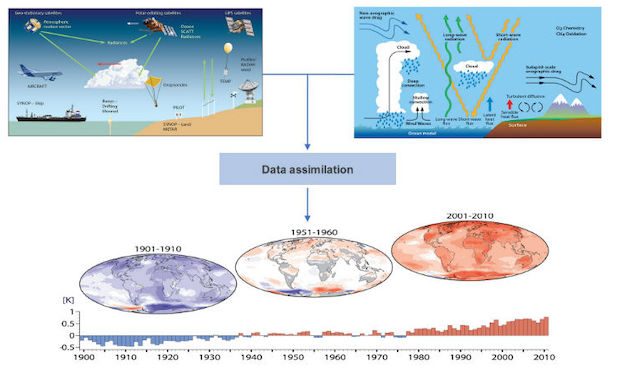 Geo-stationary satellites
Polar-orbiting satellites
GPS satellites
Atmosphere
motion vector
Ozone
SCATT
Radiances
Radiances
AIRCRAFT
Dropsondes
TEMP
Profiler/
RADAR
wind
SYNOP - Ship
Buoys -
Drifting
Moored
PILOT
SYNOP - Land
METAR
Non-orographic
wave drag
Long-wave
radiation
Short-wave
radiation
O3 Chemistry
CH4 Oxidation
Cloud
Cloud
Subgrid-scale
orographic drag
Deep
convection
Shallow
convection
Turbulent diffusion
Wind Waves
Long-wave
flux
Short-wave
flux
Latent
heat
flux
Sensible
heat flux
Surface
Ocean model
Data assimilation
1901-1910
1951-1960
2001-2010
[K]
1
0.5
0
-0.5
1900 1910 1920 1930 1940 1950 1960 1970 1980 1990 2000 2010